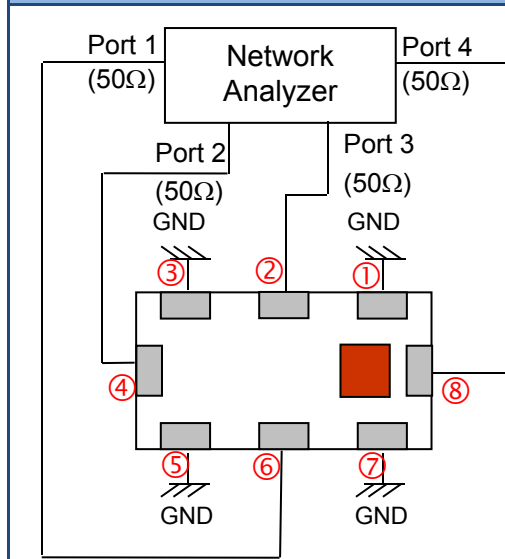 Port 1
(50Ω)
Network
Analyzer
Port 4
(50Ω)
Port 2
(50Ω)
Port 3
(50Ω)
GND
GND
③
②
①
④
⑧
⑤
⑥
⑦
GND
GND